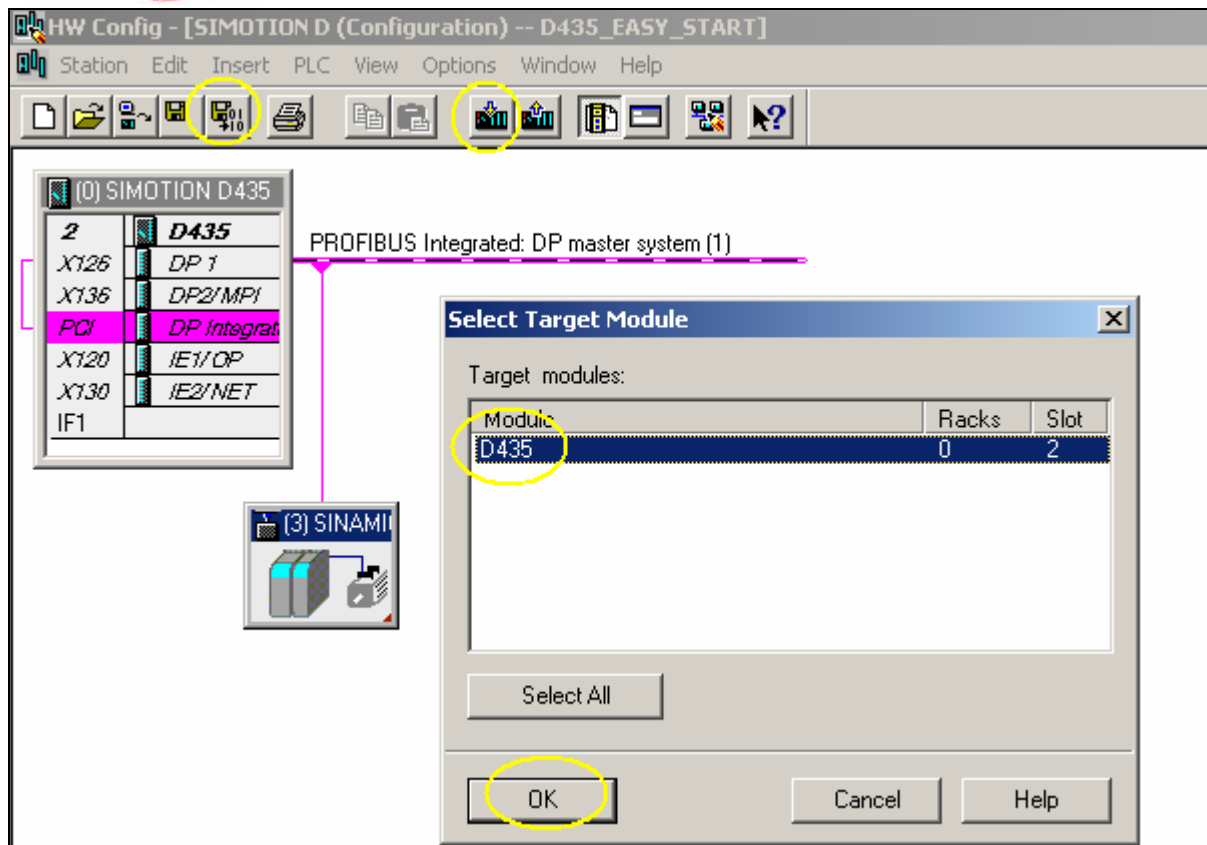 HW Config - [SIMOTION D (Configuration) -- D435_EASY_START]
Station Edit Insert PLC View Options Window Help
(0) SIMOTION D435
2 D435
X126 DP 1
X136 DP2/MPI
PCI DP Integrat
X120 IE1/OP
X130 IE2/NET
IF1
PROFIBUS Integrated: DP master system (1)
(3) SINAMI
Select Target Module
Target modules:
Module Racks Slot
D435 0 2
Select All
OK Cancel Help